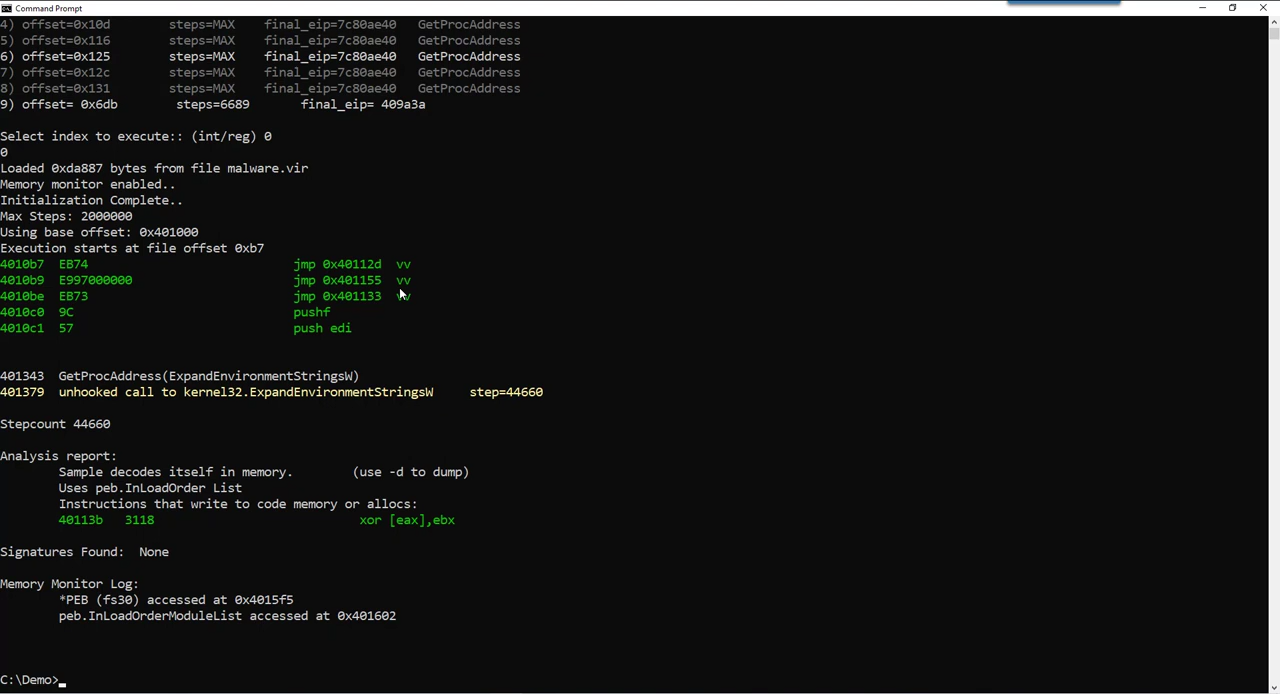 Command Prompt
4) offset=0x10d steps=MAX final_eip=7c80ae40 GetProcAddress
5) offset=0x116 steps=MAX final_eip=7c80ae40 GetProcAddress
6) offset=0x125 steps=MAX final_eip=7c80ae40 GetProcAddress
7) offset=0x12c steps=MAX final_eip=7c80ae40 GetProcAddress
8) offset=0x131 steps=MAX final_eip=7c80ae40 GetProcAddress
9) offset= 0x6db steps=6689 final_eip= 409a3a
Select index to execute:: (int/reg) 0
0
Loaded 0xda887 bytes from file malware.vir
Memory monitor enabled..
Initialization Complete..
Max Steps: 2000000
Using base offset: 0x401000
Execution starts at file offset 0xb7
4010b7 EB74 jmp 0x40112d vv
4010b9 E997000000 jmp 0x401155 vv
4010be EB73 jmp 0x401133 vv
4010c0 9C pushf
4010c1 57 push edi
401343 GetProcAddress(ExpandEnvironmentStringsW)
401379 unhooked call to kernel32.ExpandEnvironmentStringsW step=44660
Stepcount 44660
Analysis report:
Sample decodes itself in memory. (use -d to dump)
Uses peb.InLoadOrder List
Instructions that write to code memory or allocs:
40113b 3118 xor [eax],ebx
Signatures Found: None
Memory Monitor Log:
*PEB (fs30) accessed at 0x4015f5
peb.InLoadOrderModuleList accessed at 0x401602
C:\Demo>_